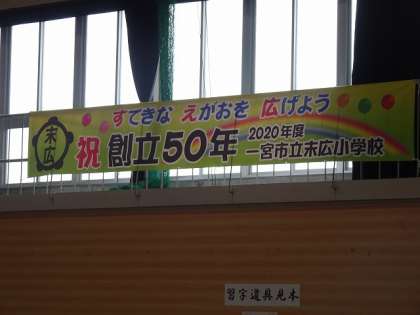 すてきな えがおを 広げよう
末広
祝 創立50年
2020年度
一宮市立末広小学校
習字道具見本